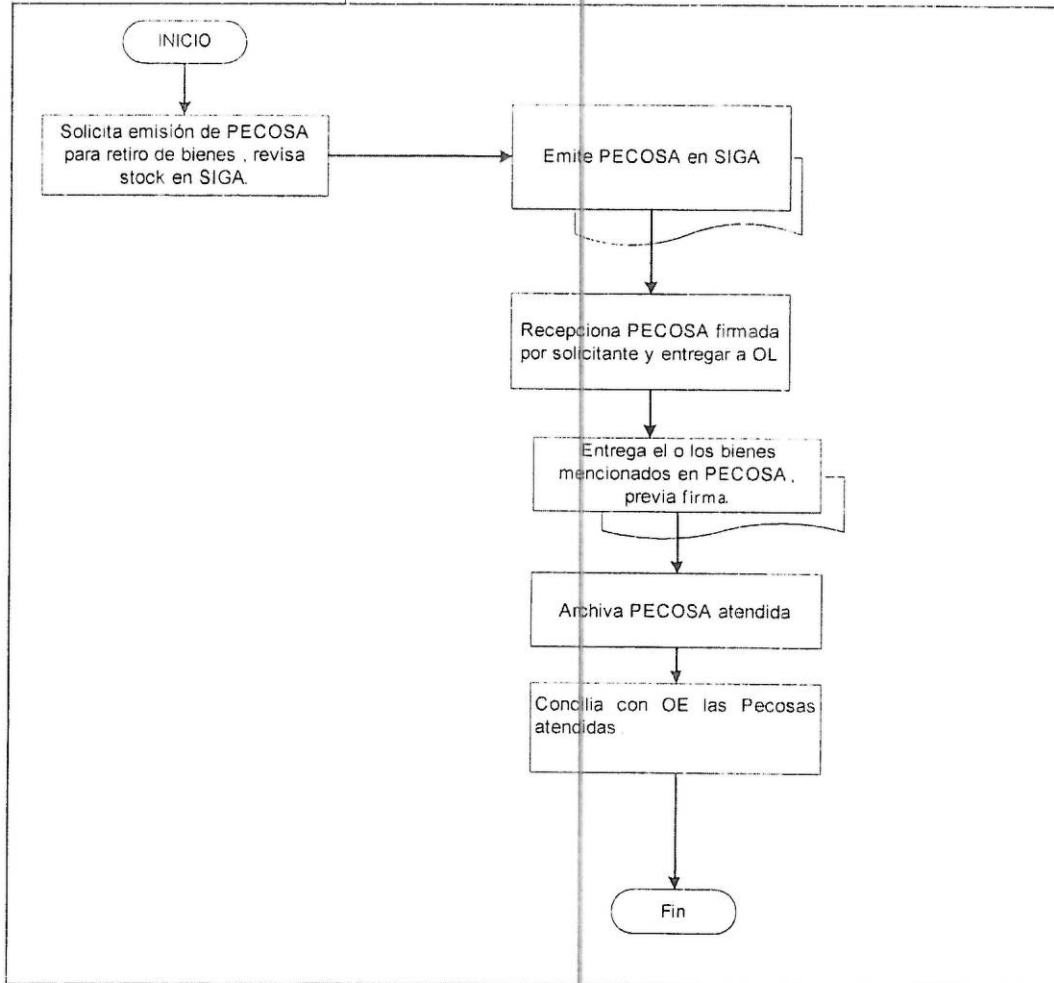 INICIO
Solicita emisión de PECOSA
para retiro de bienes , revisa
stock en SIGA.
Emite PECOSA en SIGA
Recepciona PECOSA firmada
por solicitante y entregar a OL
Entrega el o los bienes
mencionados en PECOSA ,
previa firma.
Archiva PECOSA atendida
Concilia con OE las Pecosas
atendidas .
Fin